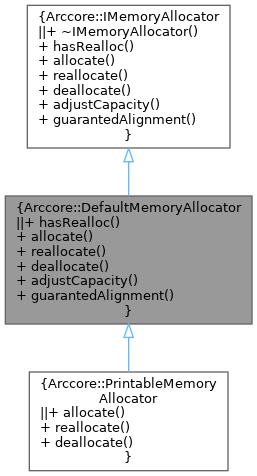 {Arccore::IMemoryAllocator
||+ ~IMemoryAllocator()
+ hasRealloc()
+ allocate()
+ reallocate()
+ deallocate()
+ adjustCapacity()
+ guarantedAlignment()
}
{Arccore::DefaultMemoryAllocator
||+ hasRealloc()
+ allocate()
+ reallocate()
+ deallocate()
+ adjustCapacity()
+ guarantedAlignment()
}
{Arccore::PrintableMemory
Allocator
||+ allocate()
+ reallocate()
+ deallocate()
}